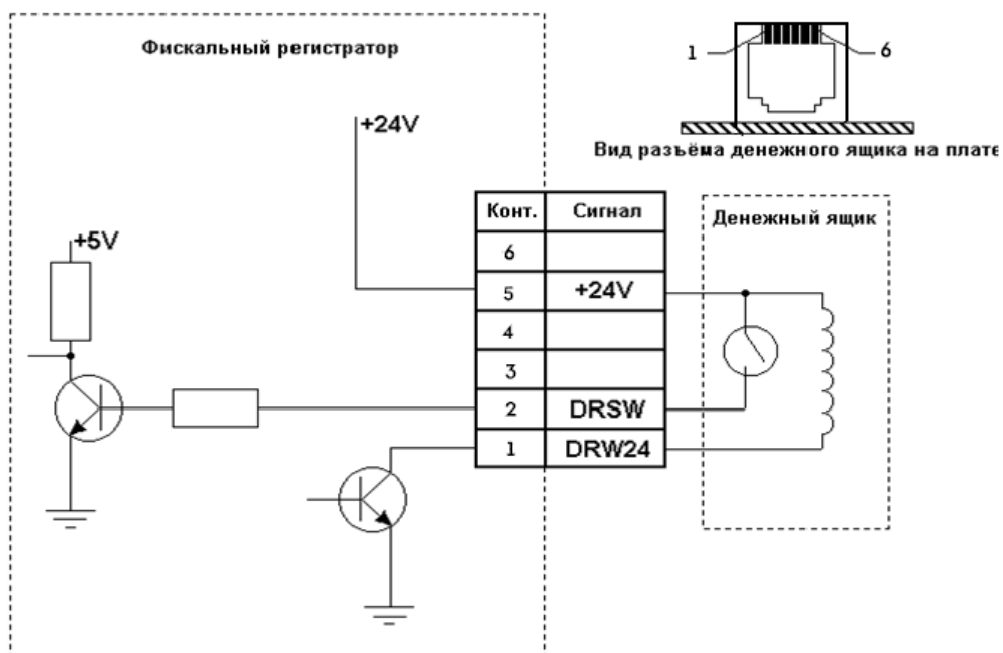 Фискальный регистратор
1
6
Вид разъёма денежного ящика на плате
+24V
+5V
Конт. Сигнал
6
5 +24V
4
3
2 DRSW
1 DRW24
Денежный ящик